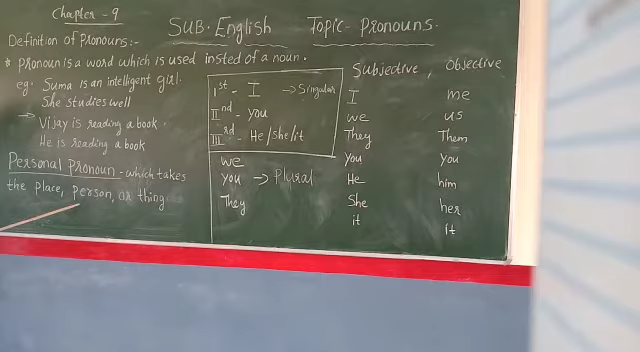 Chapter - 9
SUB. English Topic - Pronouns.
Definition of Pronouns:-
* Pronoun is a word which is used insted of a noun.
eg. Suma is an intelligent girl.
She studies well
→ Vijay is reading a book.
He is reading a book
Personal Pronoun - which takes
the place, person, or thing.
Ist - I → Singular
IInd - you
IIIrd - He/she/it
we
you → Plural
They
Subjective, Objective
I me
we us
They Them
you you
He him
She her
it It